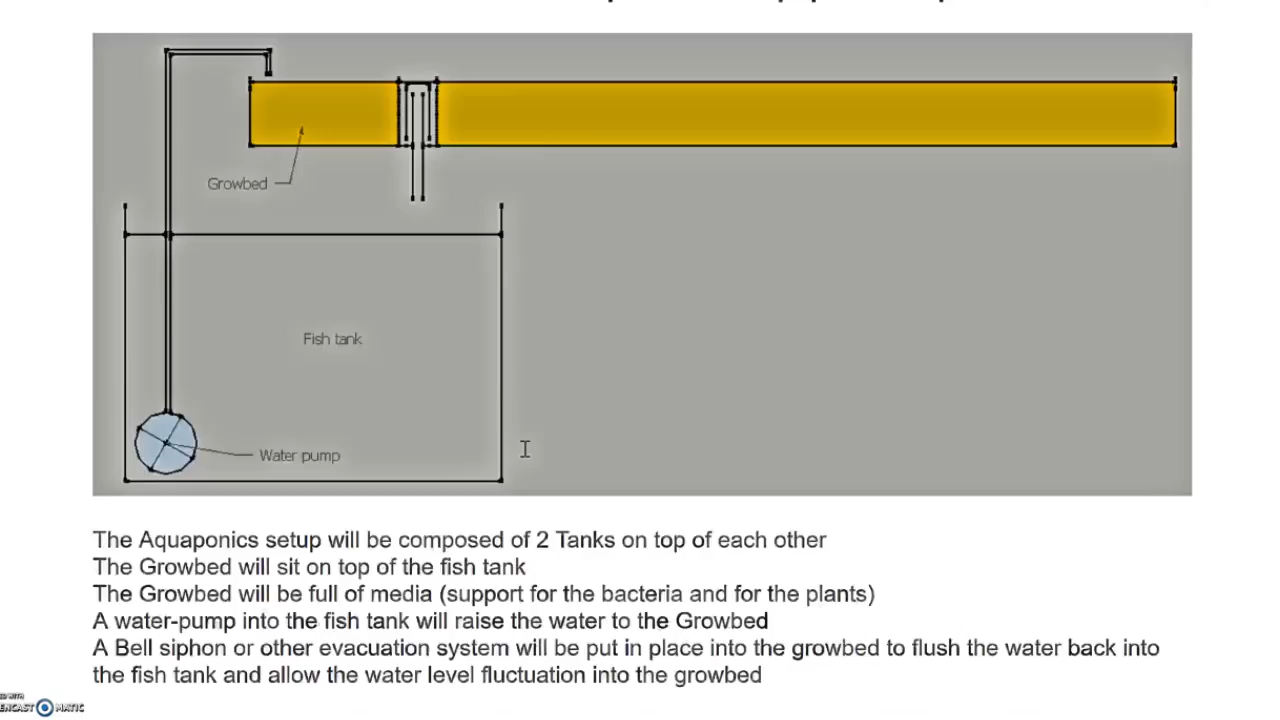 Growbed
Fish tank
Water pump
The Aquaponics setup will be composed of 2 Tanks on top of each other
The Growbed will sit on top of the fish tank
The Growbed will be full of media (support for the bacteria and for the plants)
A water-pump into the fish tank will raise the water to the Growbed
A Bell siphon or other evacuation system will be put in place into the growbed to flush the water back into
the fish tank and allow the water level fluctuation into the growbed
ENCAST MATIC